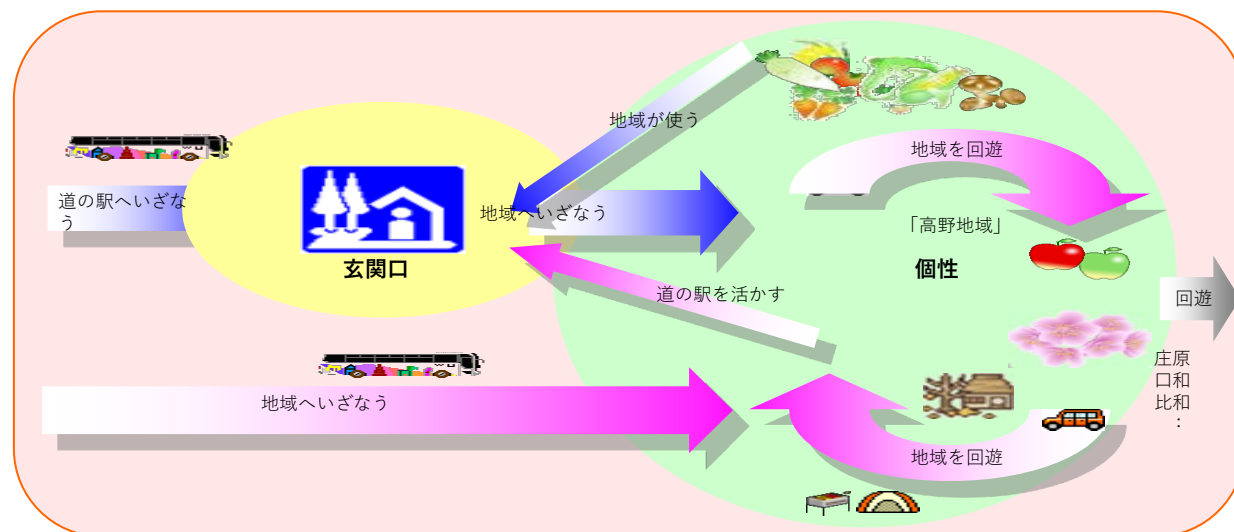 地域が使う
地域を回遊
道の駅へいざな
う
地域へいざなう
「高野地域」
玄関口
個性
道の駅を活かす
回遊
庄原
口和
比和
：
地域へいざなう
地域を回遊